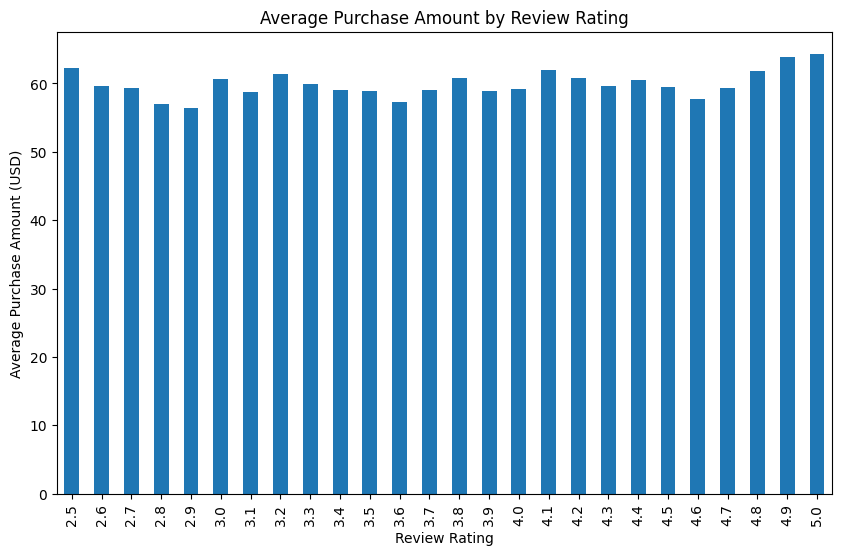 Average Purchase Amount by Review Rating
Average Purchase Amount (USD)
60
50
40
30
20
10
0
2.5 2.6 2.7 2.8 2.9 3.0 3.1 3.2 3.3 3.4 3.5 3.6 3.7 3.8 3.9 4.0 4.1 4.2 4.3 4.4 4.5 4.6 4.7 4.8 4.9 5.0
Review Rating